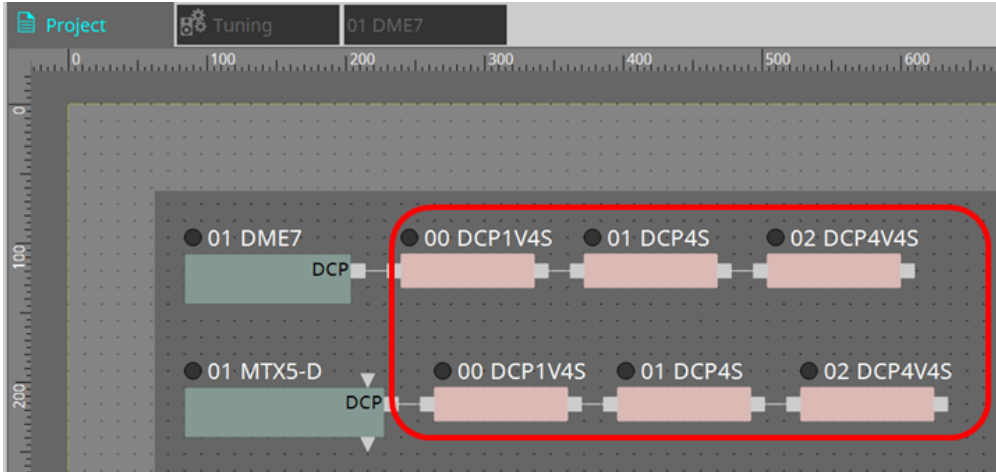 Project
Tuning
01 DME7
0 100 200 300 400 500 600
0
01 DME7
00 DCP1V4S
01 DCP4S
02 DCP4V4S
DCP
100
01 MTX5-D
00 DCP1V4S
01 DCP4S
02 DCP4V4S
DCP
200